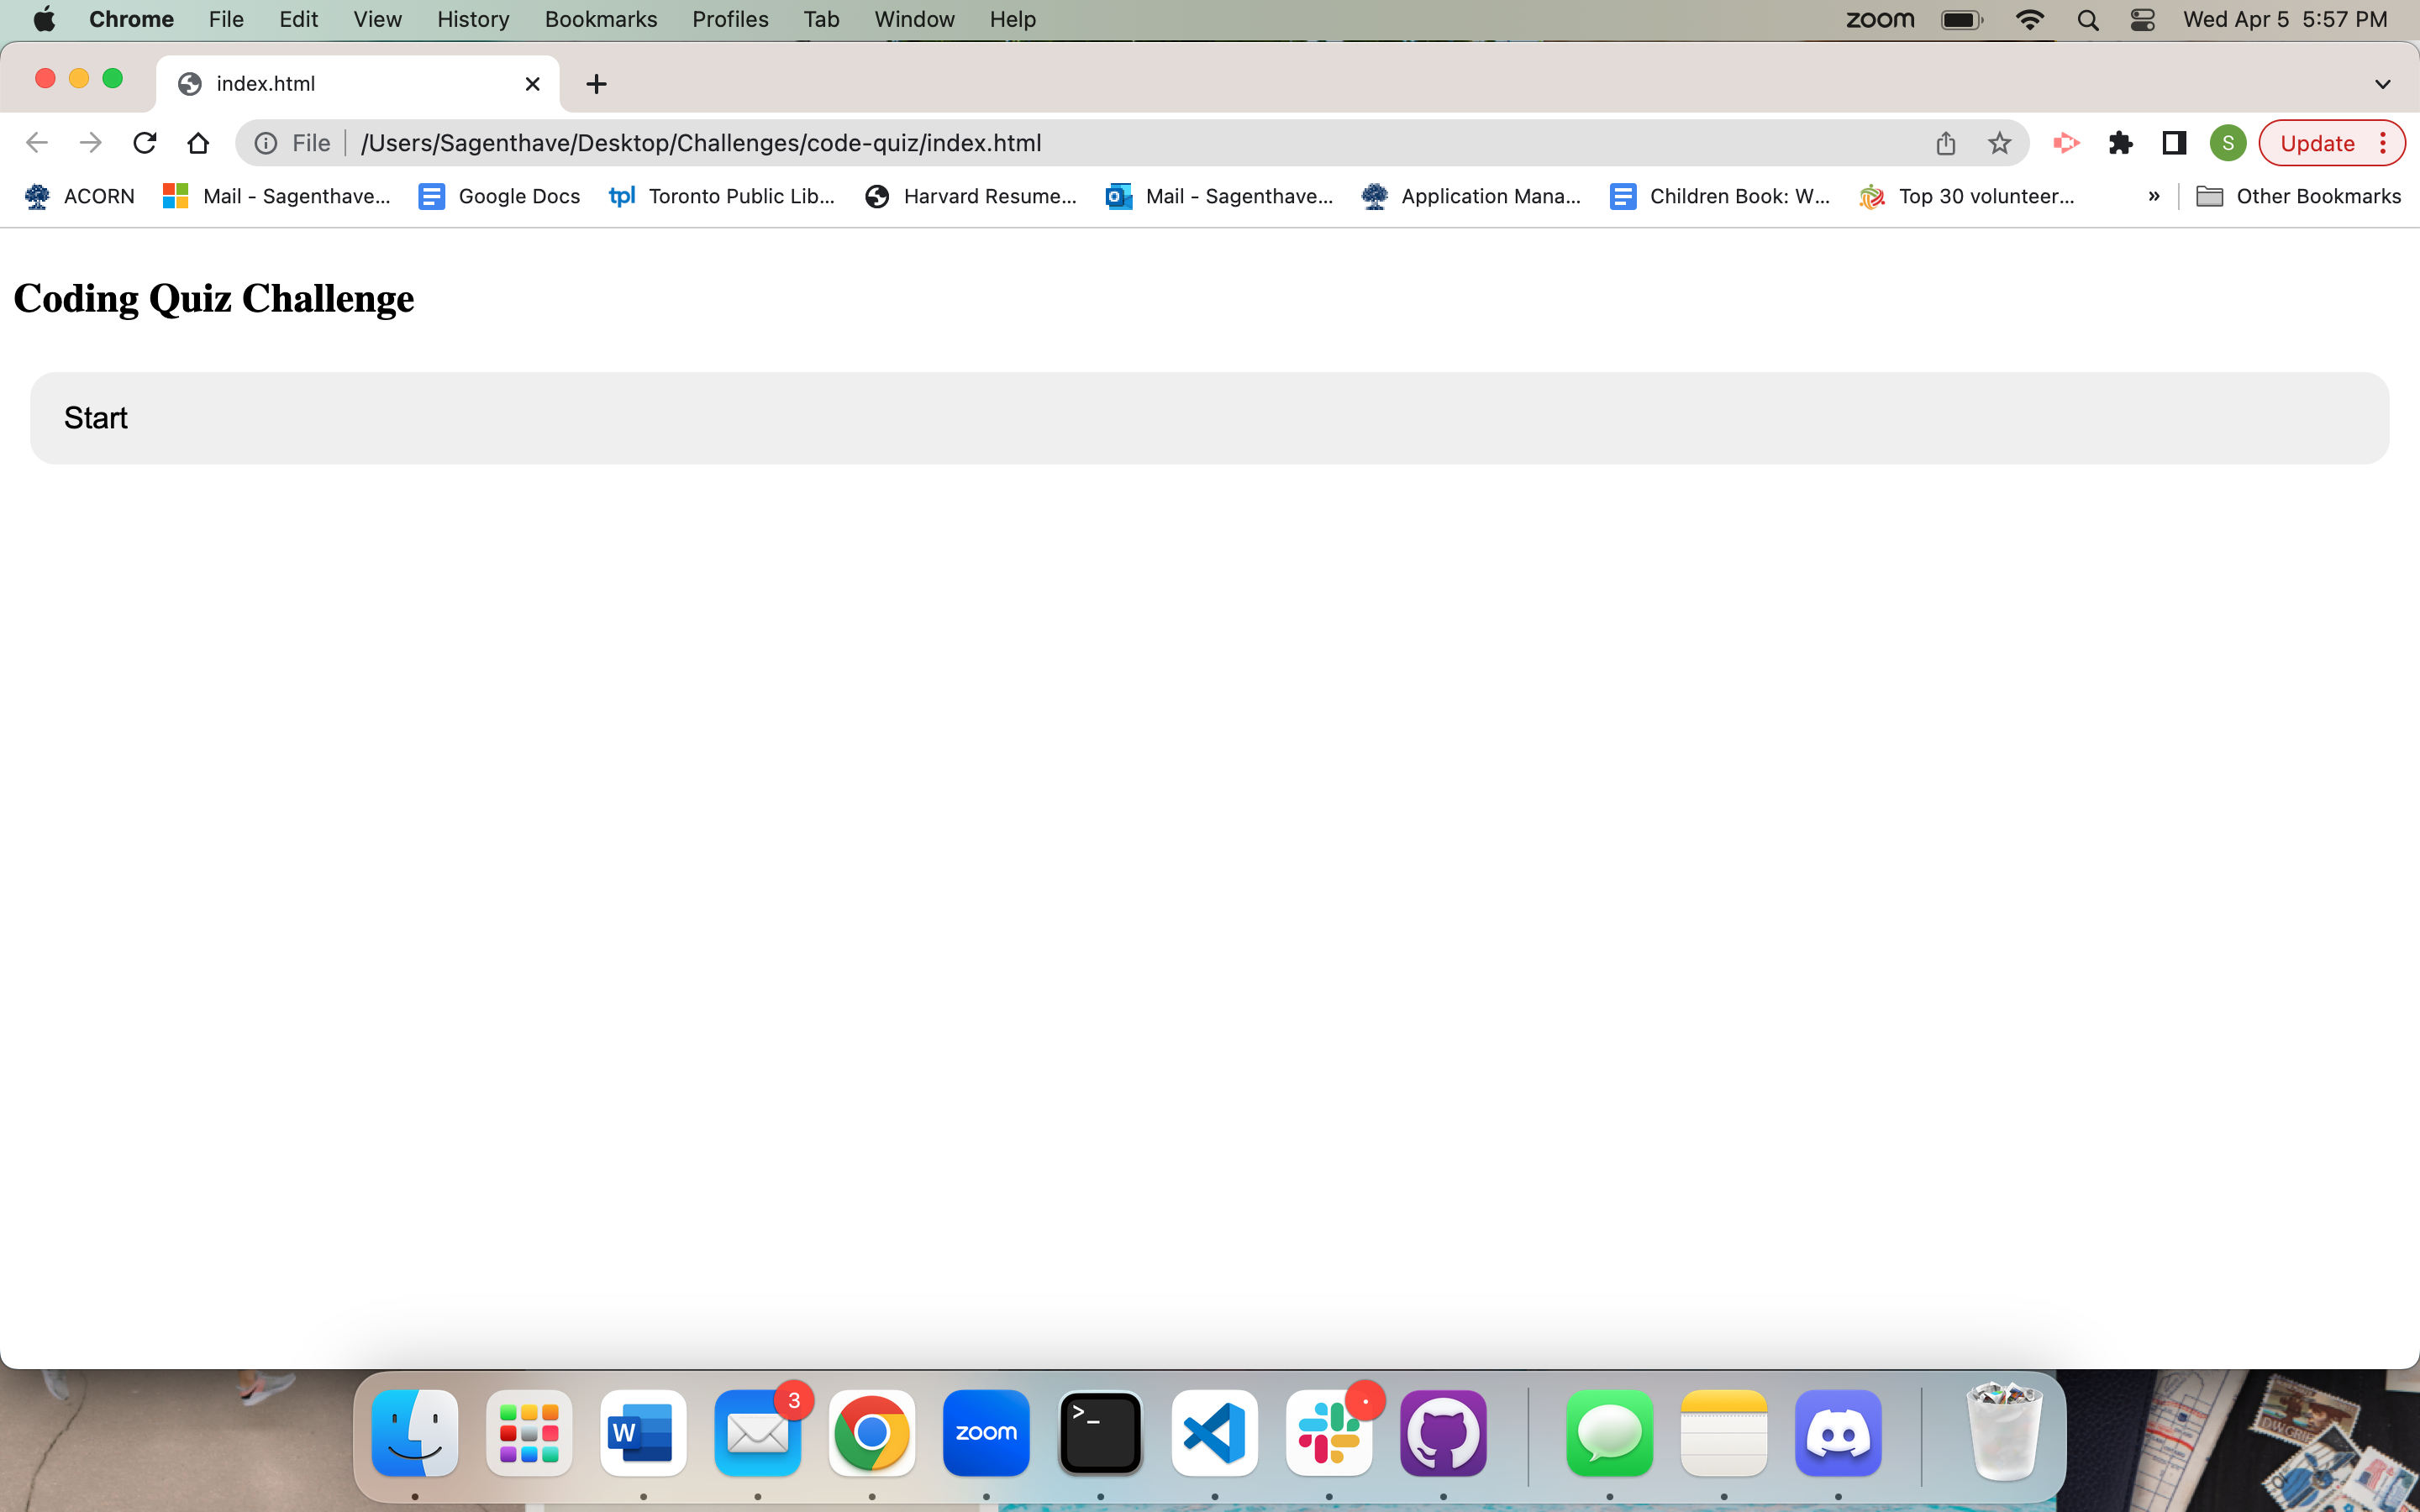 Chrome File Edit View History Bookmarks Profiles Tab Window Help zoom Wed Apr 5 5:57 PM
index.html
File /Users/Sagenthave/Desktop/Challenges/code-quiz/index.html S Update
ACORN Mail - Sagenthave... Google Docs tpl Toronto Public Lib... Harvard Resume... Mail - Sagenthave... Application Mana... Children Book: W... Top 30 volunteer... » Other Bookmarks
Coding Quiz Challenge
Start
W 3 zoom >_